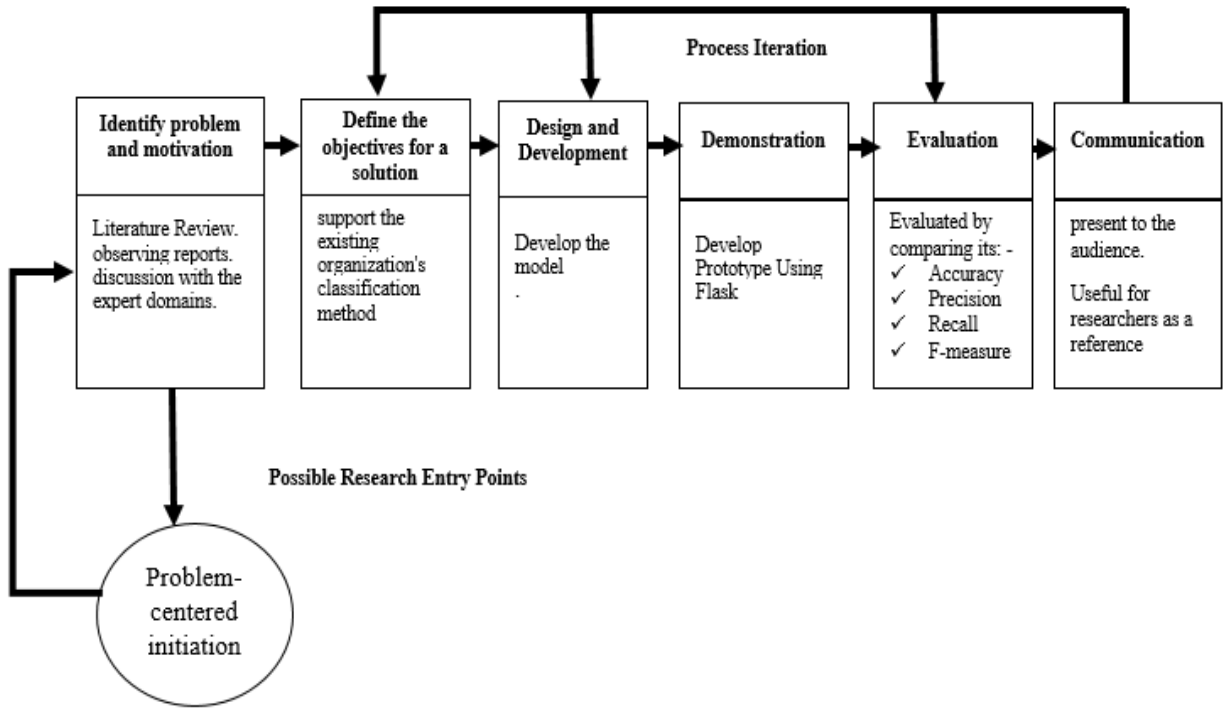 Process Iteration
Identify problem
and motivation
Define the
objectives for a
solution
Design and
Development
Demonstration
Evaluation
Communication
Literature Review.
observing reports.
discussion with the
expert domains.
support the
existing
organization's
classification
method
Develop the
model
.
Develop
Prototype Using
Flask
Evaluated by
comparing its: -
✓ Accuracy
✓ Precision
✓ Recall
✓ F-measure
present to the
audience.
Useful for
researchers as a
reference
Possible Research Entry Points
Problem-
centered
initiation